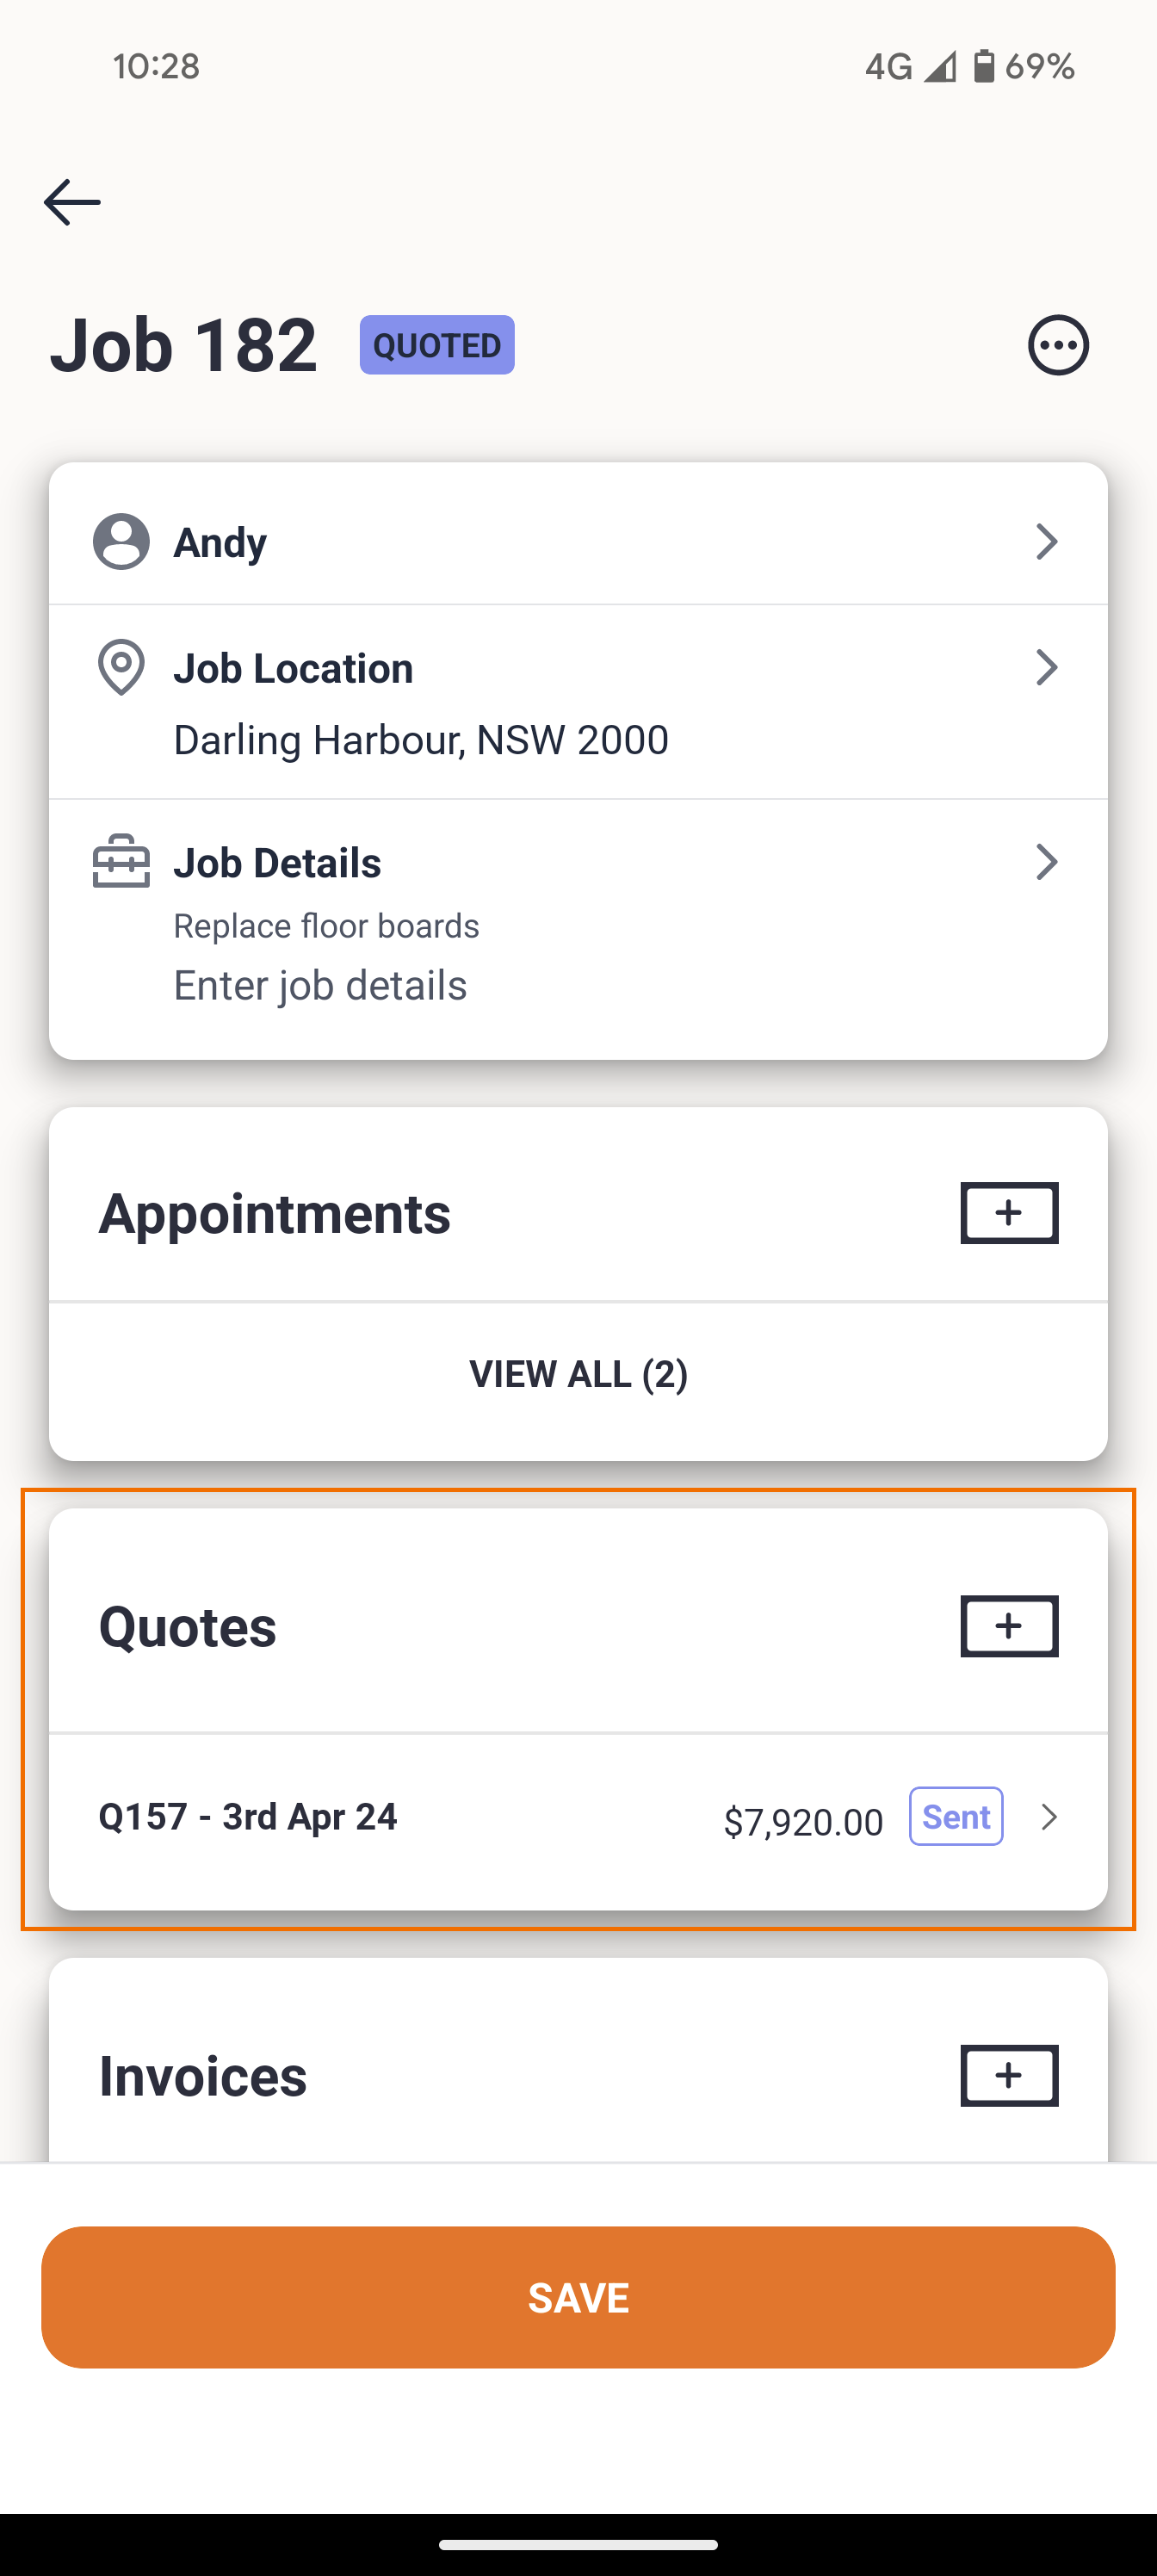 10:28 4G 69%
Job 182 QUOTED
Andy
Job Location
Darling Harbour, NSW 2000
Job Details
Replace floor boards
Enter job details
Appointments +
VIEW ALL (2)
Quotes +
Q157 - 3rd Apr 24 $7,920.00 Sent
Invoices +
SAVE